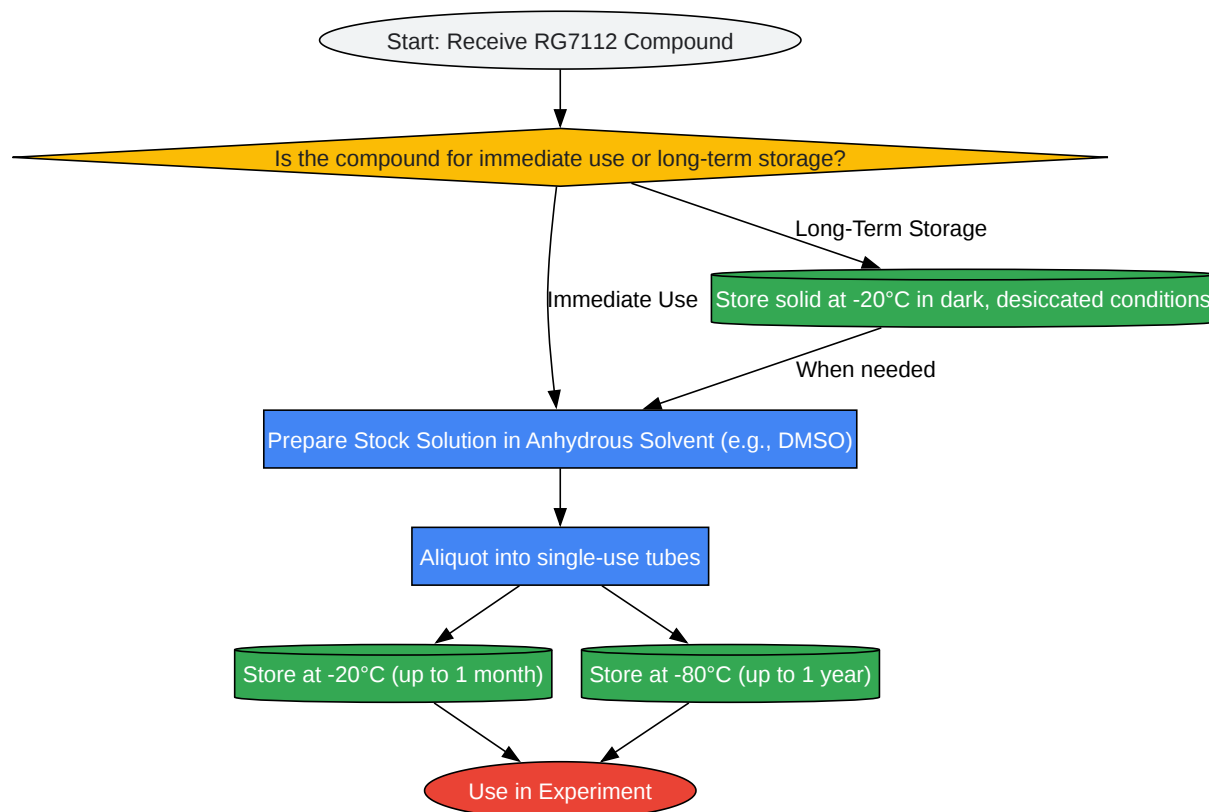 Start: Receive RG7112 Compound
Is the compound for immediate use or long-term storage?
Long-Term Storage
Immediate Use
Store solid at -20°C in dark, desiccated conditions
When needed
Prepare Stock Solution in Anhydrous Solvent (e.g., DMSO)
Aliquot into single-use tubes
Store at -20°C (up to 1 month)
Store at -80°C (up to 1 year)
Use in Experiment